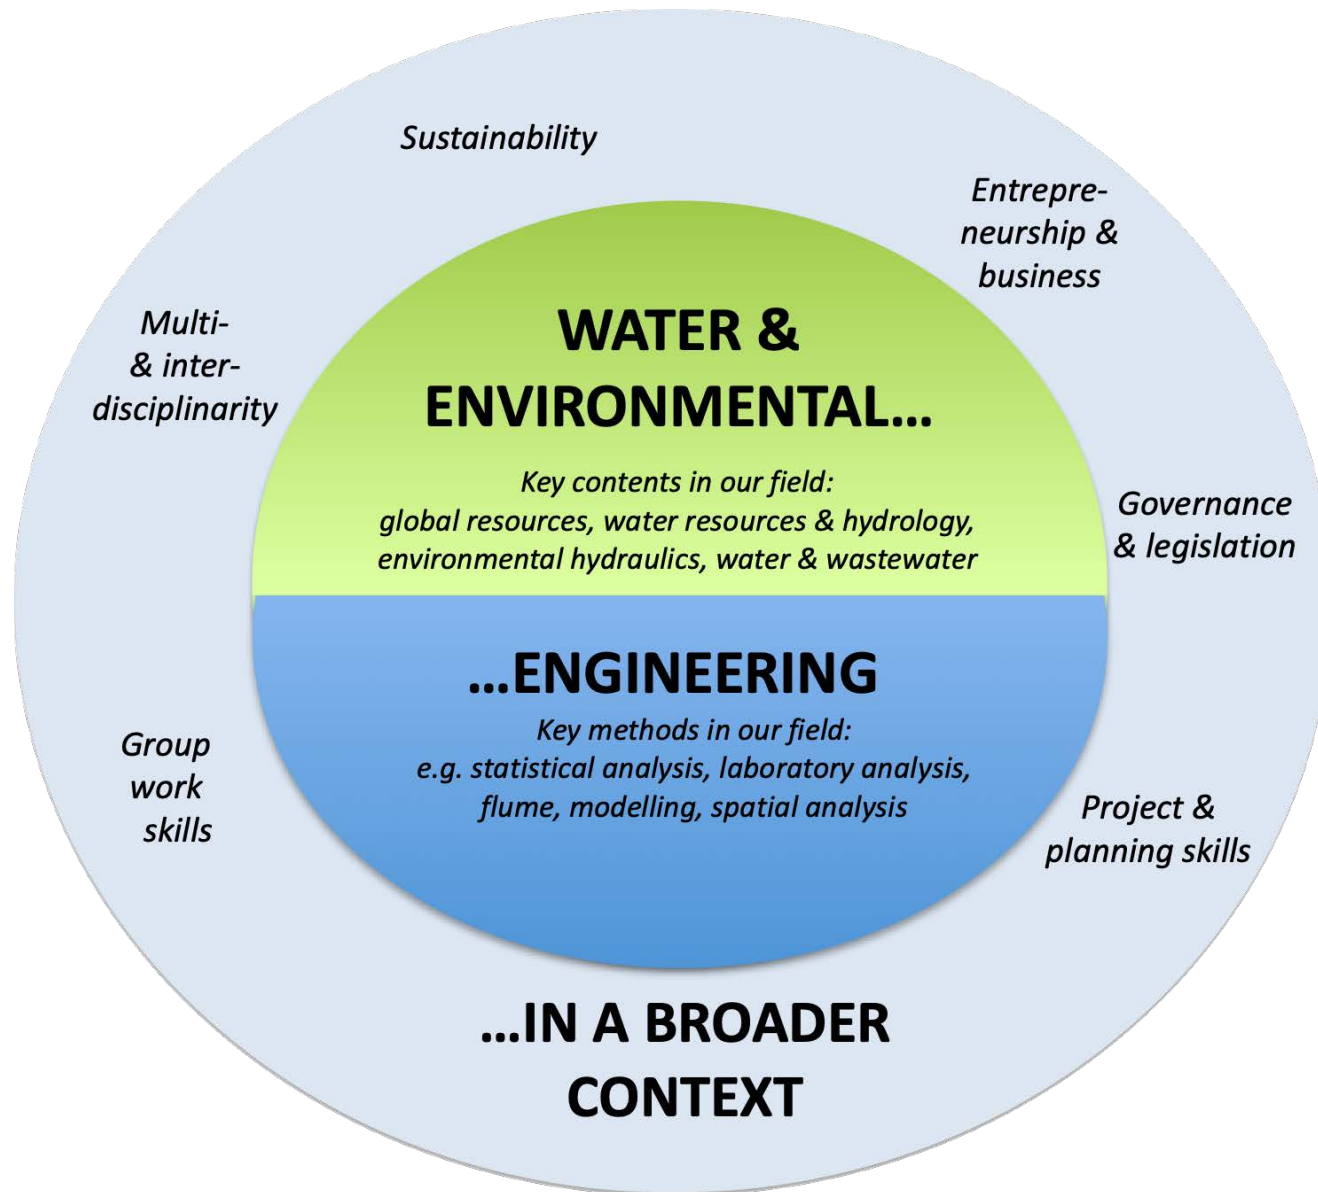 Sustainability
Entrepre-
neurship &
business
Multi-
& inter-
disciplinarity
WATER &
ENVIRONMENTAL…
Key contents in our field:
global resources, water resources & hydrology,
environmental hydraulics, water & wastewater
Governance
& legislation
…ENGINEERING
Key methods in our field:
e.g. statistical analysis, laboratory analysis,
flume, modelling, spatial analysis
Group
work
skills
Project &
planning skills
…IN A BROADER
CONTEXT